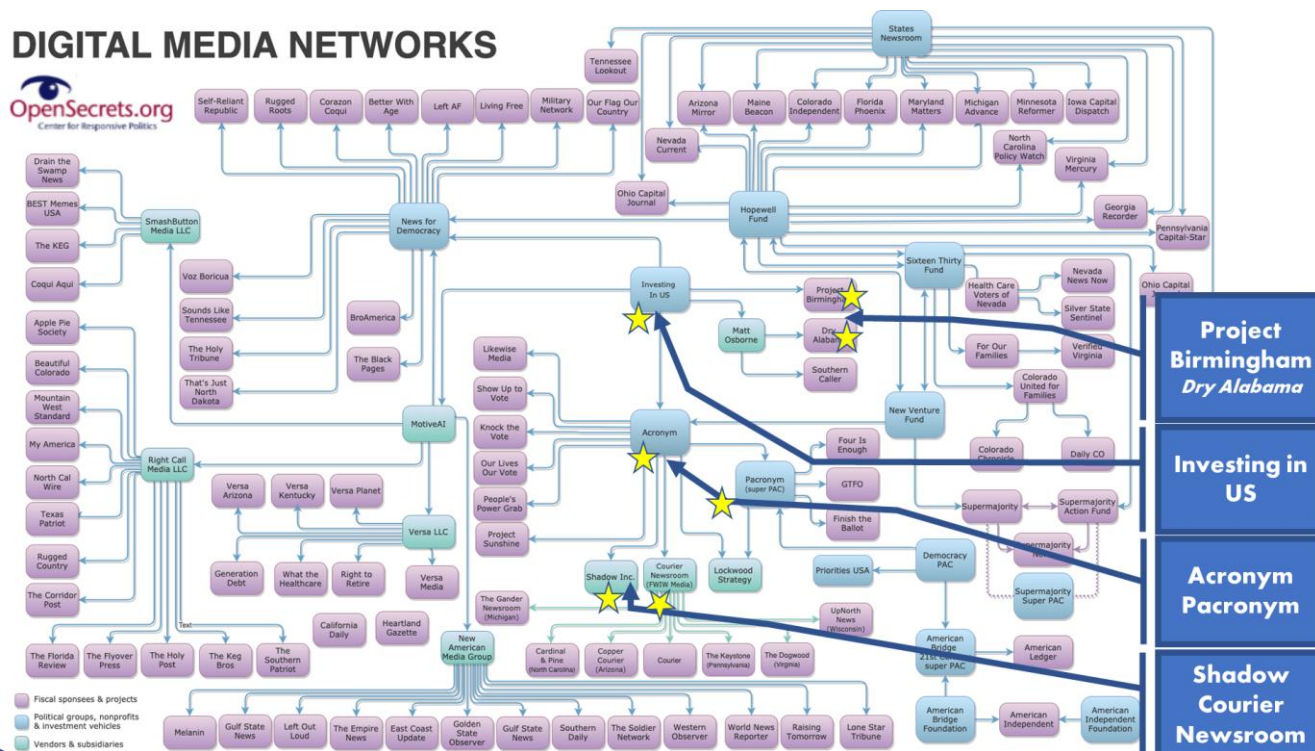 DIGITAL MEDIA NETWORKS
OpenSecrets.org
Center for Responsive Politics
States
Newsroom
Tennessee
Lookout
Self-Reliant
Republic
Rugged
Roots
Corazon
Coqui
Better With
Age
Left AF
Living Free
Military
Network
Our Flag Our
Country
Arizona
Mirror
Maine
Beacon
Colorado
Independent
Florida
Phoenix
Maryland
Matters
Michigan
Advance
Minnesota
Reformer
Iowa Capital
Dispatch
Nevada
Current
North
Carolina
Policy Watch
Virginia
Mercury
Drain the
Swamp
News
BEST Memes
USA
The KEG
Coqui Aqui
SmashButton
Media LLC
News for
Democracy
Ohio Capital
Journal
Hopewell
Fund
Georgia
Recorder
Pennsylvania
Capital-Star
Voz Boricua
Sounds Like
Tennessee
The Holy
Tribune
That's Just
North
Dakota
BroAmerica
The Black
Pages
Investing
In US
Project
Matt
Osborne
Dry
Southern
Caller
Sixteen Thirty
Fund
Health Care
Voters of
Nevada
Nevada
News Now
Silver State
Sentinel
Ohio Capital
For Our
Families
Verified
Virginia
Colorado
United for
Families
New Venture
Fund
Colorado
Daily CO
Apple Pie
Society
Beautiful
Colorado
Mountain
West
Standard
My America
North Cal
Wire
Texas
Patriot
Rugged
Country
The Corridor
Post
Right Call
Media LLC
MotiveAI
Likewise
Media
Show Up to
Vote
Knock the
Vote
Our Lives
Our Vote
People's
Power Grab
Project
Sunshine
Acronym
Pacronym
(super PAC)
Four Is
Enough
GTFO
Finish the
Ballot
Versa
Arizona
Versa
Kentucky
Versa Planet
Versa LLC
Generation
Debt
What the
Healthcare
Right to
Retire
Versa
Media
Supermajority
Supermajority
Action Fund
Supermajority
Super PAC
Democracy
PAC
Priorities USA
Shadow Inc.
Courier
Newsroom
(FWIW Media)
Lockwood
Strategy
The Gander
Newsroom
(Michigan)
UpNorth
News
(Wisconsin)
Cardinal
& Pine
(North Carolina)
Copper
Courier
(Arizona)
Courier
The Keystone
(Pennsylvania)
The Dogwood
(Virginia)
American
Bridge
super PAC
American
Ledger
American
Bridge
Foundation
American
Independent
American
Independent
Foundation
Text
The Florida
Review
The Flyover
Press
The Holy
Post
The Keg
Bros
The
Southern
Patriot
California
Daily
Heartland
Gazette
New
American
Media Group
Melanin
Gulf State
News
Left Out
Loud
The Empire
News
East Coast
Update
Golden
State
Observer
Gulf State
News
Southern
Daily
The Soldier
Network
Western
Observer
World News
Reporter
Raising
Tomorrow
Lone Star
Tribune
Fiscal sponsees & projects
Political groups, nonprofits
& investment vehicles
Vendors & subsidiaries
Project
Birmingham
Dry Alabama
Investing in
US
Acronym
Pacronym
Shadow
Courier
Newsroom